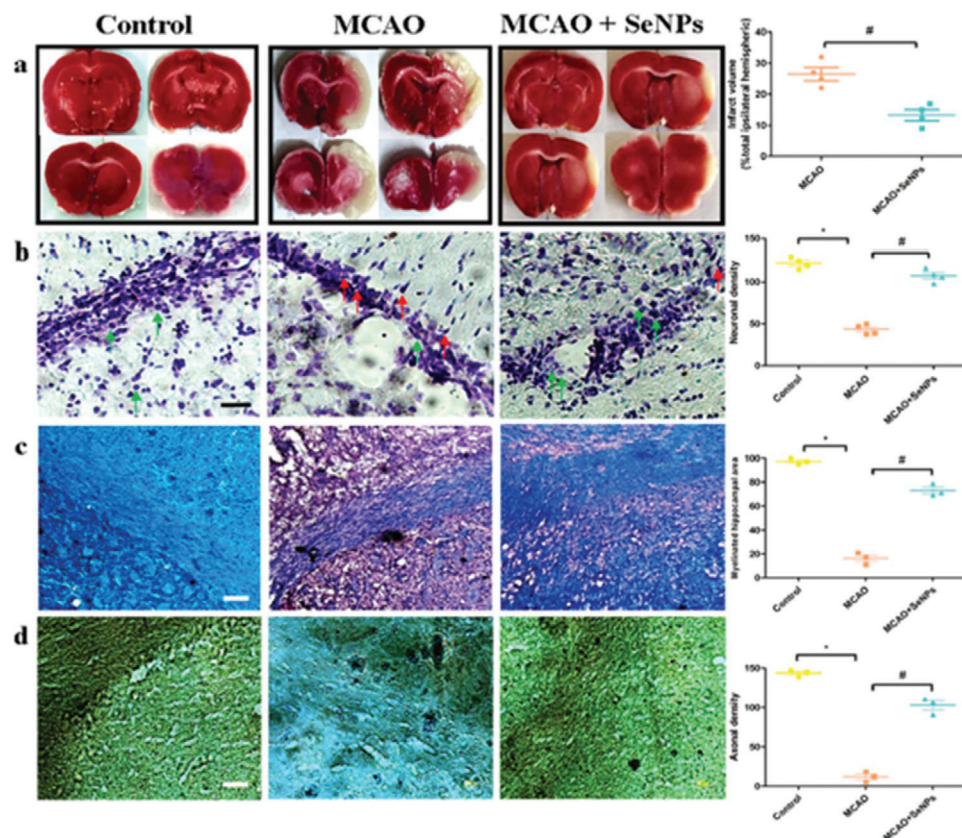 Control MCAO MCAO + SeNPs
a
Infarct volume
(%total ipsilateral hemispheric)
40
30
20
10
0
#
MCAO
MCAO+SeNPs
b
Neuronal density
150
100
50
0
* #
Control
MCAO
MCAO+SeNPs
c
Myelinated hippocampal area
100
80
60
40
20
0
* #
Control
MCAO
MCAO+SeNPs
d
Axonal density
150
100
50
0
* #
Control
MCAO
MCAO+SeNPs